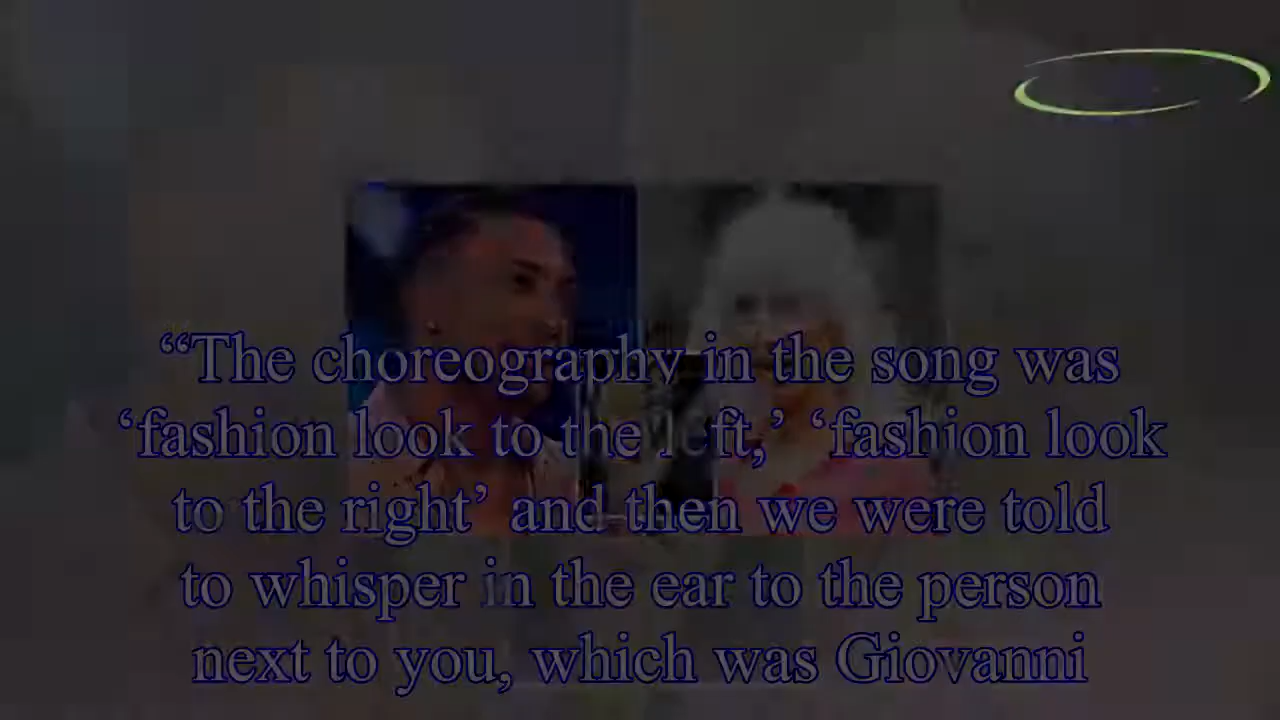 “The choreography in the song was
‘fashion look to the left,’ ‘fashion look
to the right’ and then we were told
to whisper in the ear to the person
next to you, which was Giovanni